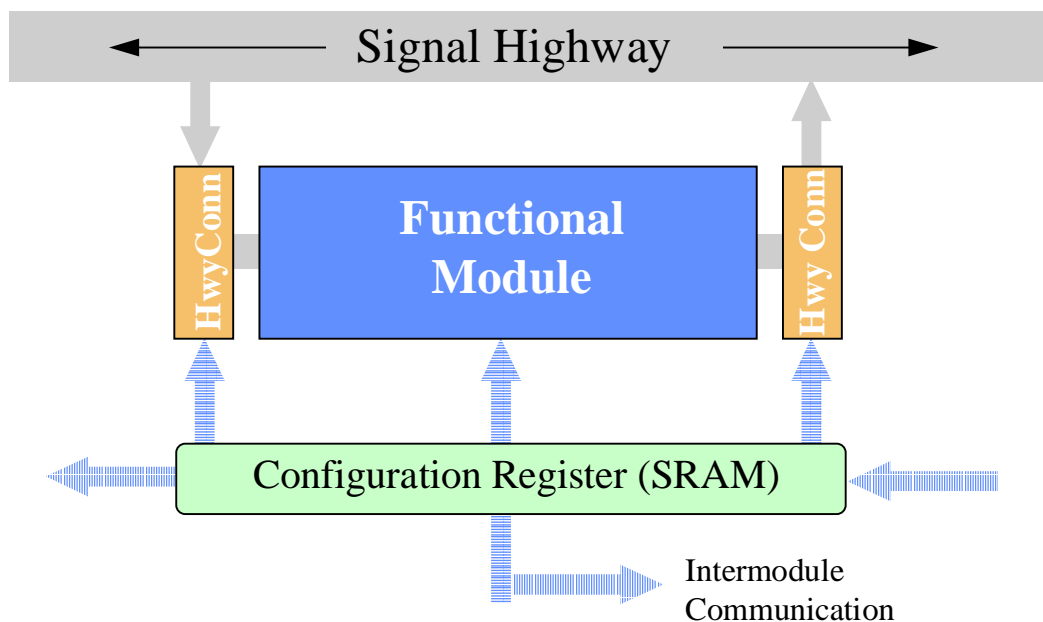 Signal Highway
HwyConn
Functional
Module
Hwy Conn
Configuration Register (SRAM)
Intermodule
Communication